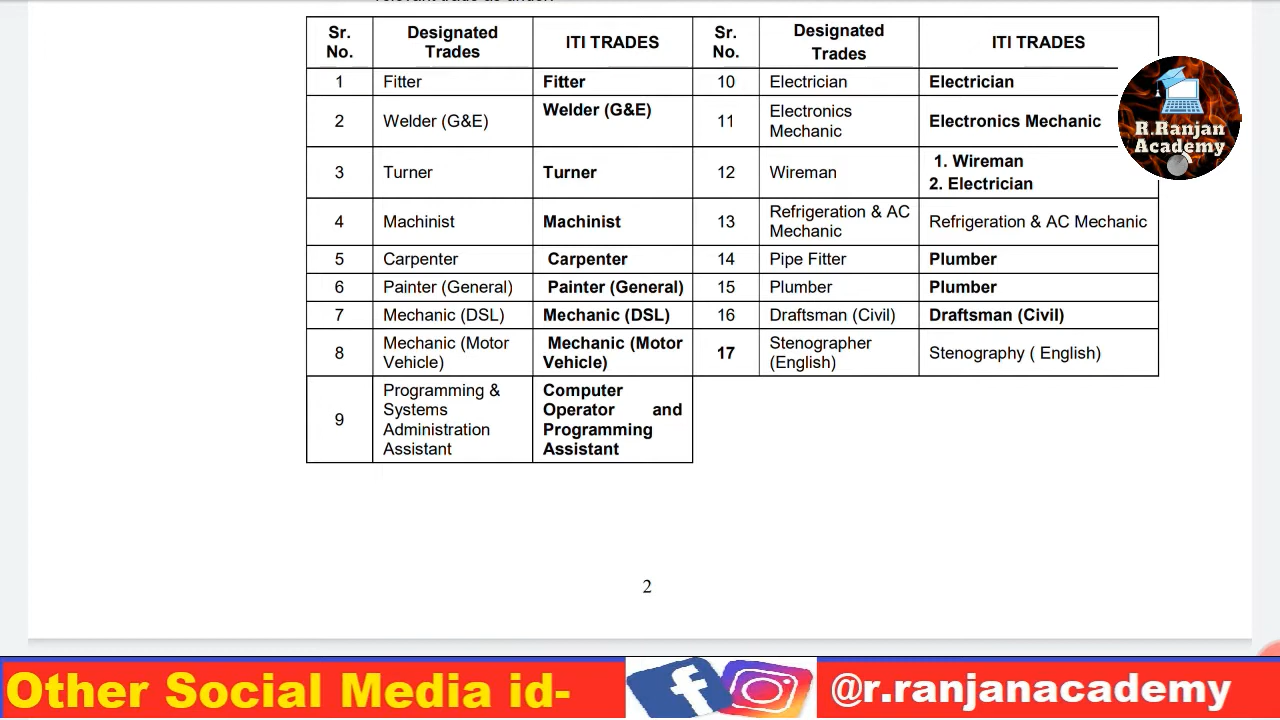 Sr. No. Designated Trades ITI TRADES Sr. No. Designated Trades ITI TRADES
1 Fitter Fitter 10 Electrician Electrician
2 Welder (G&E) Welder (G&E) 11 Electronics Mechanic Electronics Mechanic
3 Turner Turner 12 Wireman 1. Wireman 2. Electrician
4 Machinist Machinist 13 Refrigeration & AC Mechanic Refrigeration & AC Mechanic
5 Carpenter Carpenter 14 Pipe Fitter Plumber
6 Painter (General) Painter (General) 15 Plumber Plumber
7 Mechanic (DSL) Mechanic (DSL) 16 Draftsman (Civil) Draftsman (Civil)
8 Mechanic (Motor Vehicle) Mechanic (Motor Vehicle) 17 Stenographer (English) Stenography ( English)
9 Programming & Systems Administration Assistant Computer Operator and Programming Assistant
R.Ranjan
Academy
2
Other Social Media id- @r.ranjanacademy